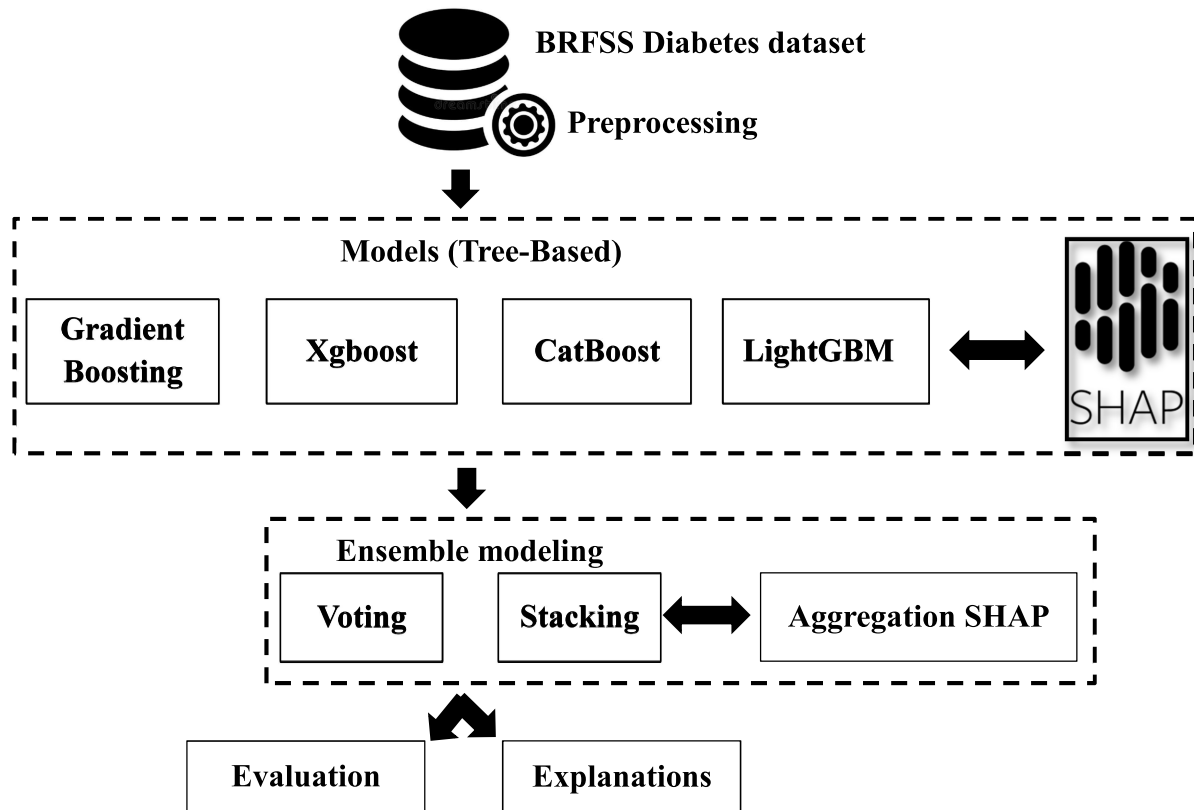 BRFSS Diabetes dataset
Preprocessing
Models (Tree-Based)
Gradient
Boosting
Xgboost
CatBoost
LightGBM
SHAP
Ensemble modeling
Voting
Stacking
Aggregation SHAP
Evaluation
Explanations